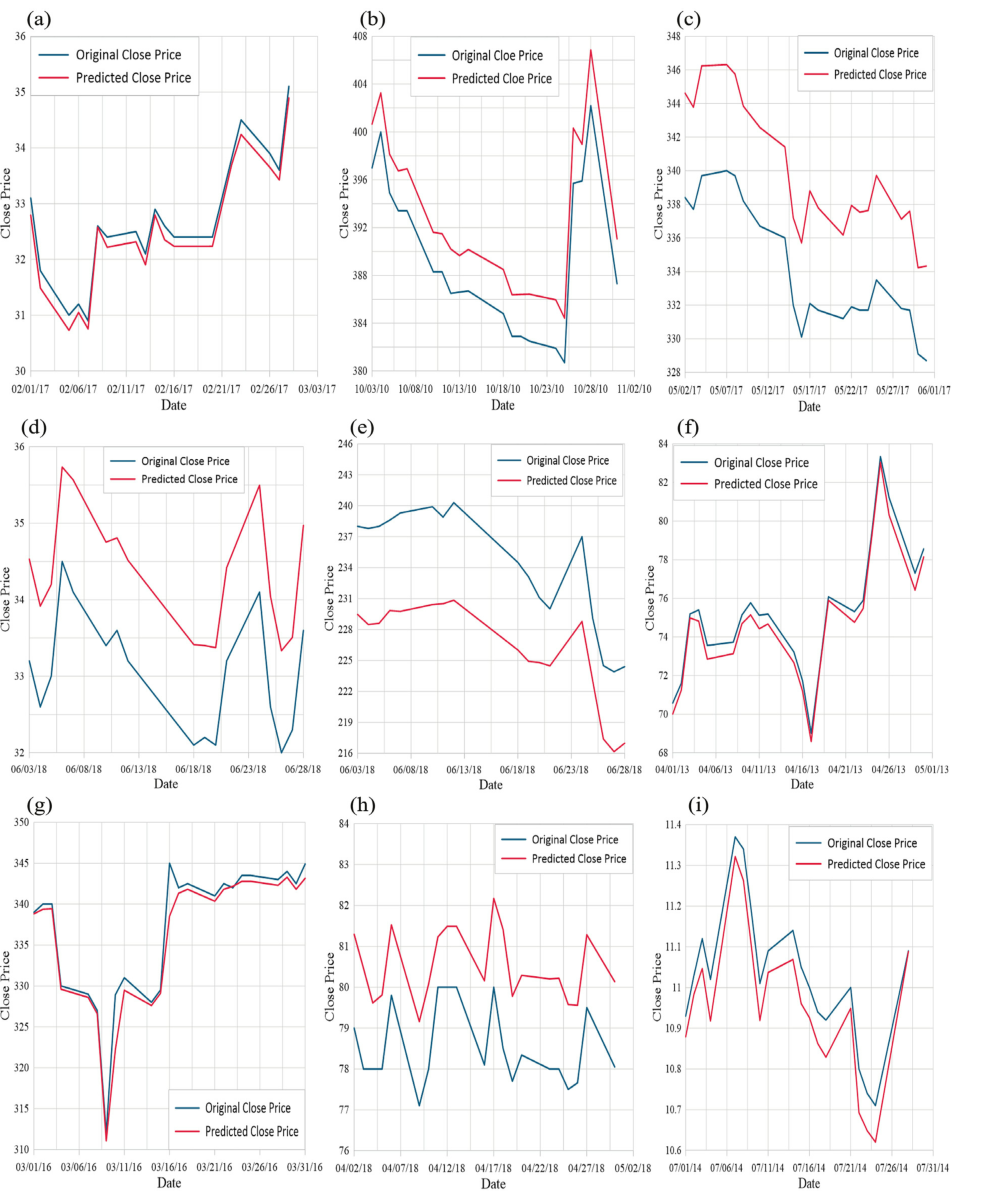 (a)
Original Close Price
Predicted Close Price
36
35
34
33
32
31
30
Close Price
02/01/17 02/06/17 02/11/17 02/16/17 02/21/17 02/26/17 03/03/17
Date
(b)
Original Cloe Price
Predicted Cloe Price
408
404
400
396
392
388
384
380
Close Price
10/03/10 10/08/10 10/13/10 10/18/10 10/23/10 10/28/10 11/02/10
Date
(c)
Original Close Price
Predicted Close Price
348
346
344
342
340
338
336
334
332
330
328
Close Price
05/02/17 05/07/17 05/12/17 05/17/17 05/22/17 05/27/17 06/01/17
Date
(d)
Original Close Price
Predicted Close Price
36
35
34
33
32
Close Price
06/03/18 06/08/18 06/13/18 06/18/18 06/23/18 06/28/18
Date
(e)
Original Close Price
Predicted Close Price
246
243
240
237
234
231
228
225
222
219
216
Close Price
06/03/18 06/08/18 06/13/18 06/18/18 06/23/18 06/28/18
Date
(f)
Original Close Price
Predicted Close Price
84
82
80
78
76
74
72
70
68
Close Price
04/01/13 04/06/13 04/11/13 04/16/13 04/21/13 04/26/13 05/01/13
Date
(g)
350
345
340
335
330
325
320
315
310
Close Price
Original Close Price
Predicted Close Price
03/01/16 03/06/16 03/11/16 03/16/16 03/21/16 03/26/16 03/31/16
Date
(h)
Original Close Price
Predicted Close Price
84
83
82
81
80
79
78
77
76
Close Price
04/02/18 04/07/18 04/12/18 04/17/18 04/22/18 04/27/18 05/02/18
Date
(i)
Original Close Price
Predicted Close Price
11.4
11.3
11.2
11.1
11
10.9
10.8
10.7
10.6
Close Price
07/01/14 07/06/14 07/11/14 07/16/14 07/21/14 07/26/14 07/31/14
Date